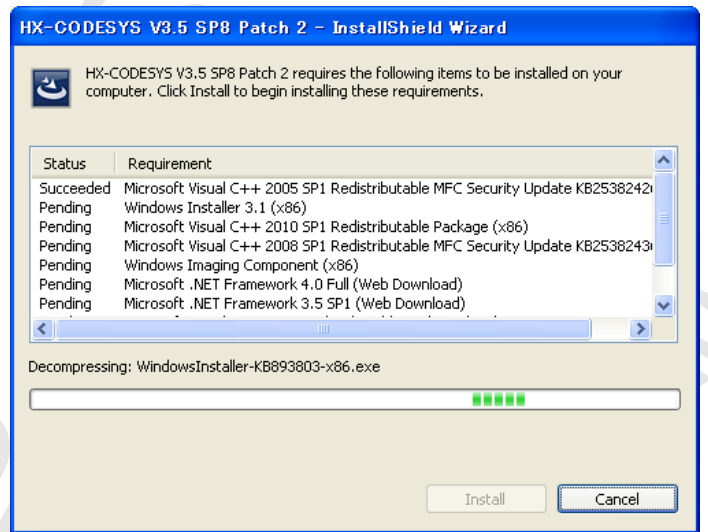 HX-CODESYS V3.5 SP8 Patch 2 - InstallShield Wizard
HX-CODESYS V3.5 SP8 Patch 2 requires the following items to be installed on your
computer. Click Install to begin installing these requirements.
Status Requirement
Succeeded Microsoft Visual C++ 2005 SP1 Redistributable MFC Security Update KB2538242(
Pending Windows Installer 3.1 (x86)
Pending Microsoft Visual C++ 2010 SP1 Redistributable Package (x86)
Pending Microsoft Visual C++ 2008 SP1 Redistributable MFC Security Update KB2538243(
Pending Windows Imaging Component (x86)
Pending Microsoft .NET Framework 4.0 Full (Web Download)
Pending Microsoft .NET Framework 3.5 SP1 (Web Download)
Decompressing: WindowsInstaller-KB893803-x86.exe
Install
Cancel